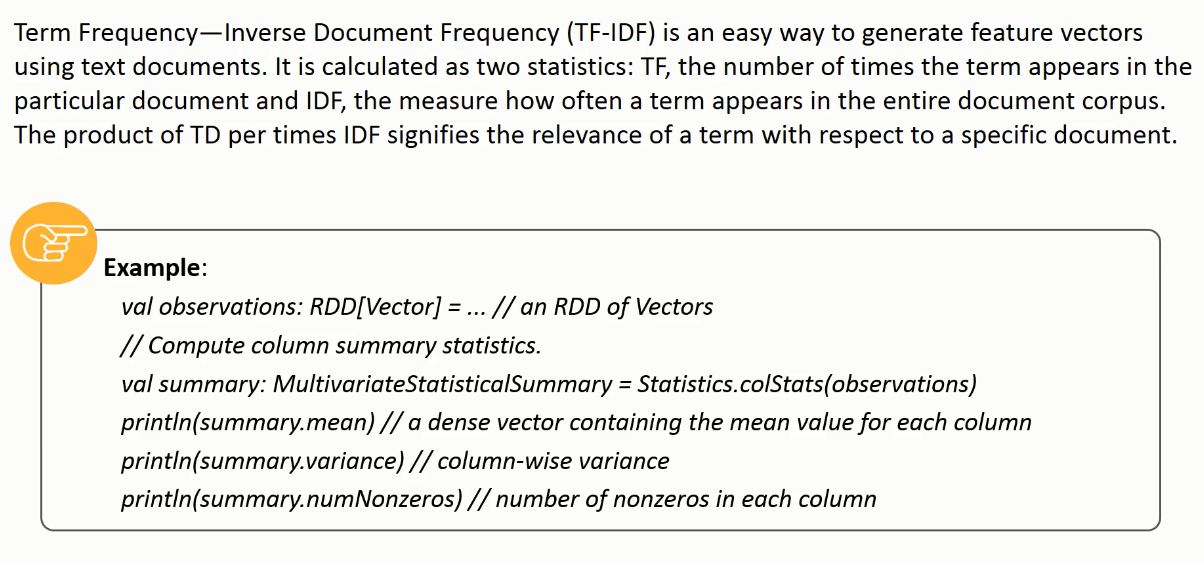 Term Frequency—Inverse Document Frequency (TF-IDF) is an easy way to generate feature vectors
using text documents. It is calculated as two statistics: TF, the number of times the term appears in the
particular document and IDF, the measure how often a term appears in the entire document corpus.
The product of TD per times IDF signifies the relevance of a term with respect to a specific document.
Example:
val observations: RDD[Vector] = ... // an RDD of Vectors
// Compute column summary statistics.
val summary: MultivariateStatisticalSummary = Statistics.colStats(observations)
println(summary.mean) // a dense vector containing the mean value for each column
println(summary.variance) // column-wise variance
println(summary.numNonzeros) // number of nonzeros in each column